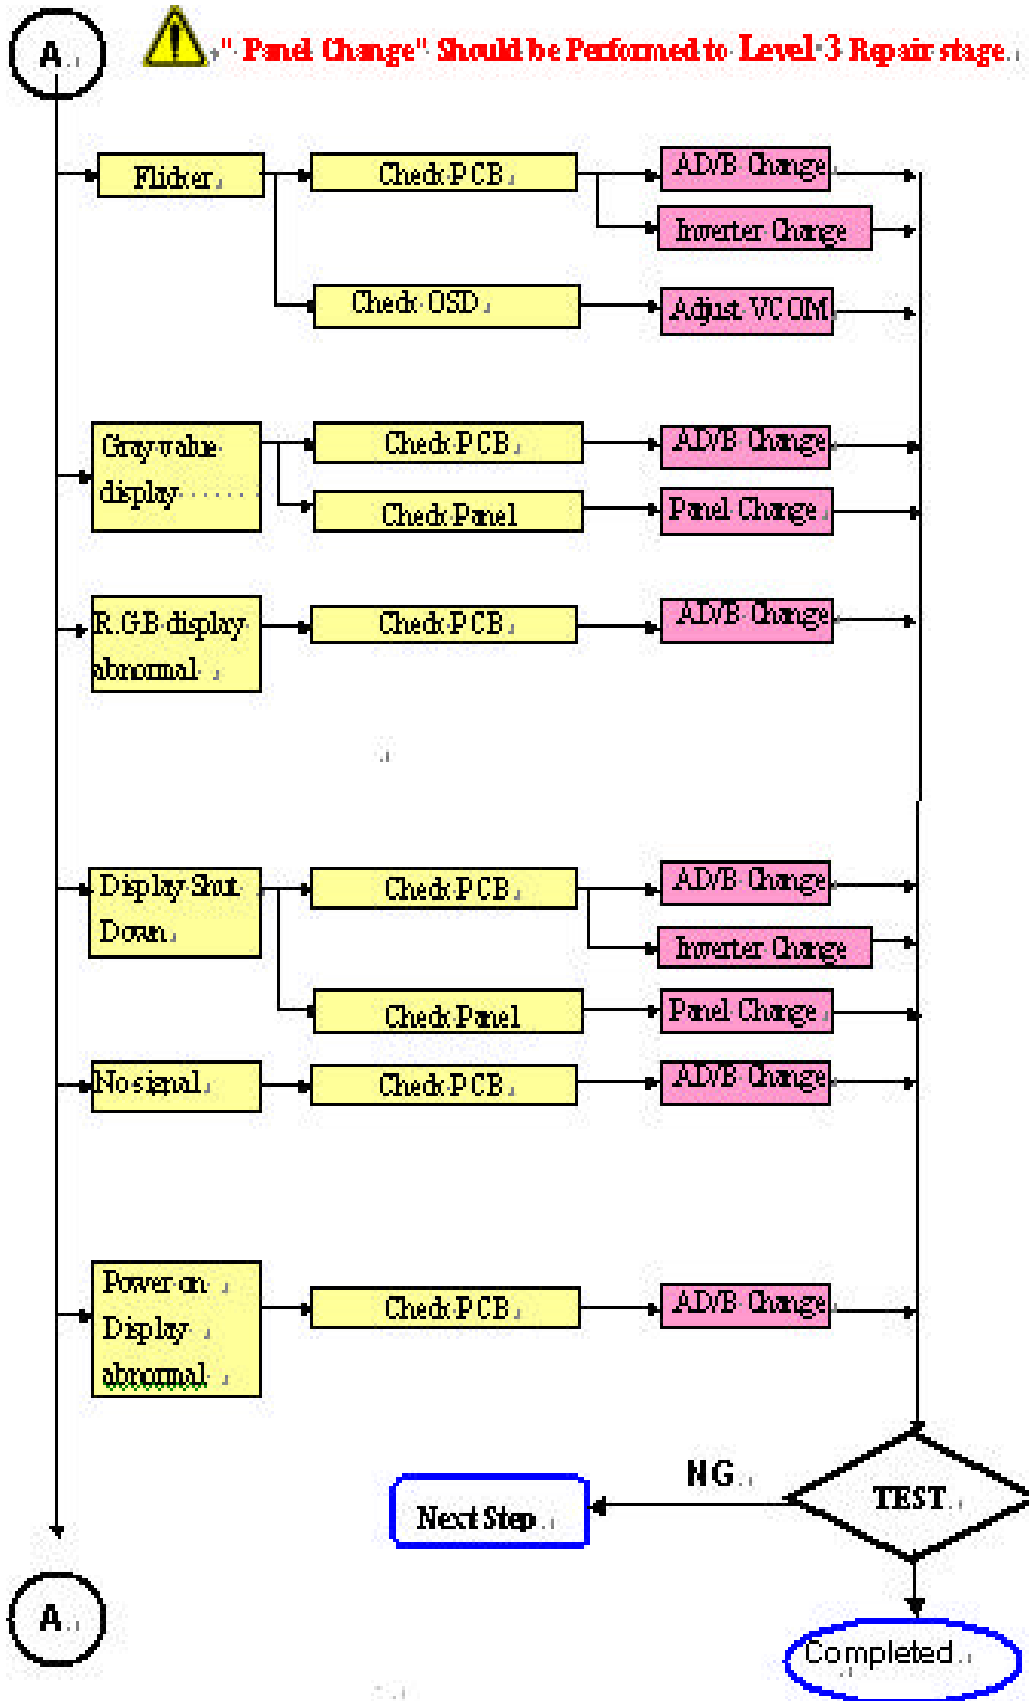 A
" Panel Change" Should be Performed to Level 3 Repair stage.
Flicker
Check PCB
AD/B Change
Inverter Change
Check OSD
Adjust VCOM
Gray value
display
Check PCB
AD/B Change
Check Panel
Panel Change
R.G.B display
abnormal
Check PCB
AD/B Change
Display Shut
Down
Check PCB
AD/B Change
Inverter Change
Check Panel
Panel Change
No signal
Check PCB
AD/B Change
Power on
Display
abnormal
Check PCB
AD/B Change
NG
TEST
Next Step
A
Completed